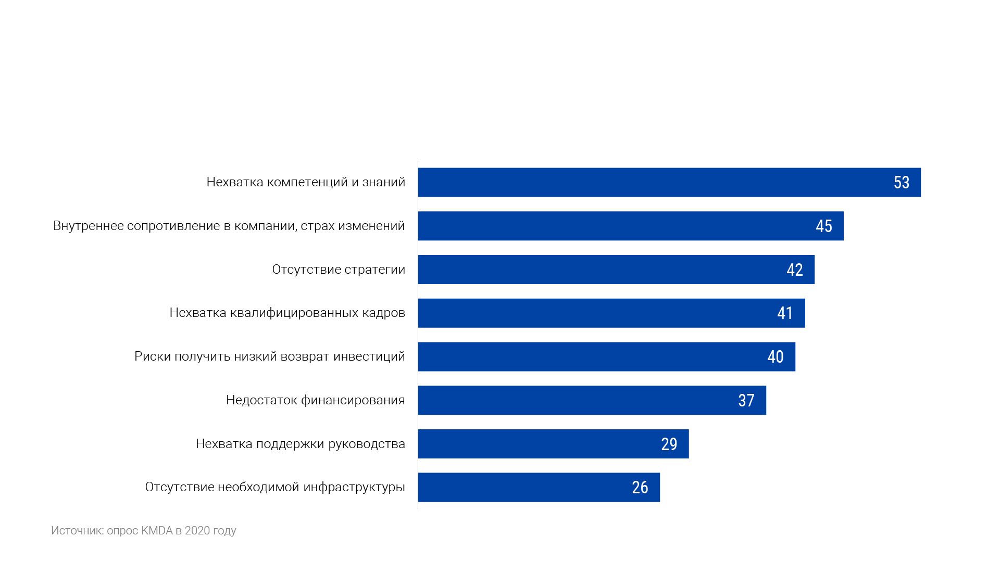 Нехватка компетенций и знаний 53
Внутреннее сопротивление в компании, страх изменений 45
Отсутствие стратегии 42
Нехватка квалифицированных кадров 41
Риски получить низкий возврат инвестиций 40
Недостаток финансирования 37
Нехватка поддержки руководства 29
Отсутствие необходимой инфраструктуры 26
Источник: опрос KMDA в 2020 году